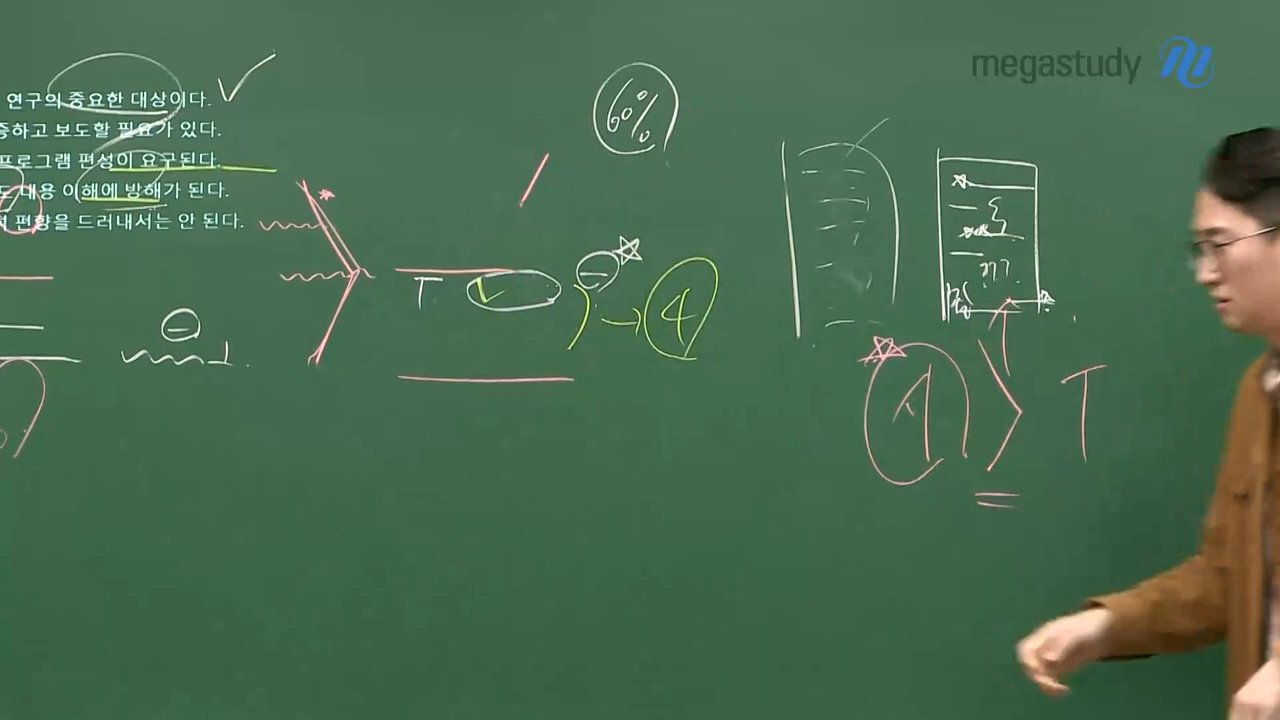 megastudy
연구의 중요한 대상이다.
증하고 보도할 필요가 있다.
프로그램 편성이 요구된다.
도 내용 이해에 방해가 된다.
편향을 드러내서는 안 된다.
60%
T
4
T